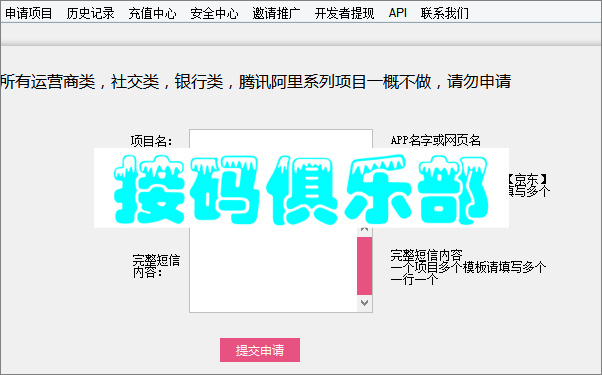 申请项目 历史记录 充值中心 安全中心 邀请推广 开发者提现 API 联系我们
所有运营商类，社交类，银行类，腾讯阿里系列项目一概不做，请勿申请
项目名：
APP名字或网页名
【京东】
填写多个
接码俱乐部
完整短信
内容：
完整短信内容
一个项目多个模板请填写多个
一行一个
提交申请